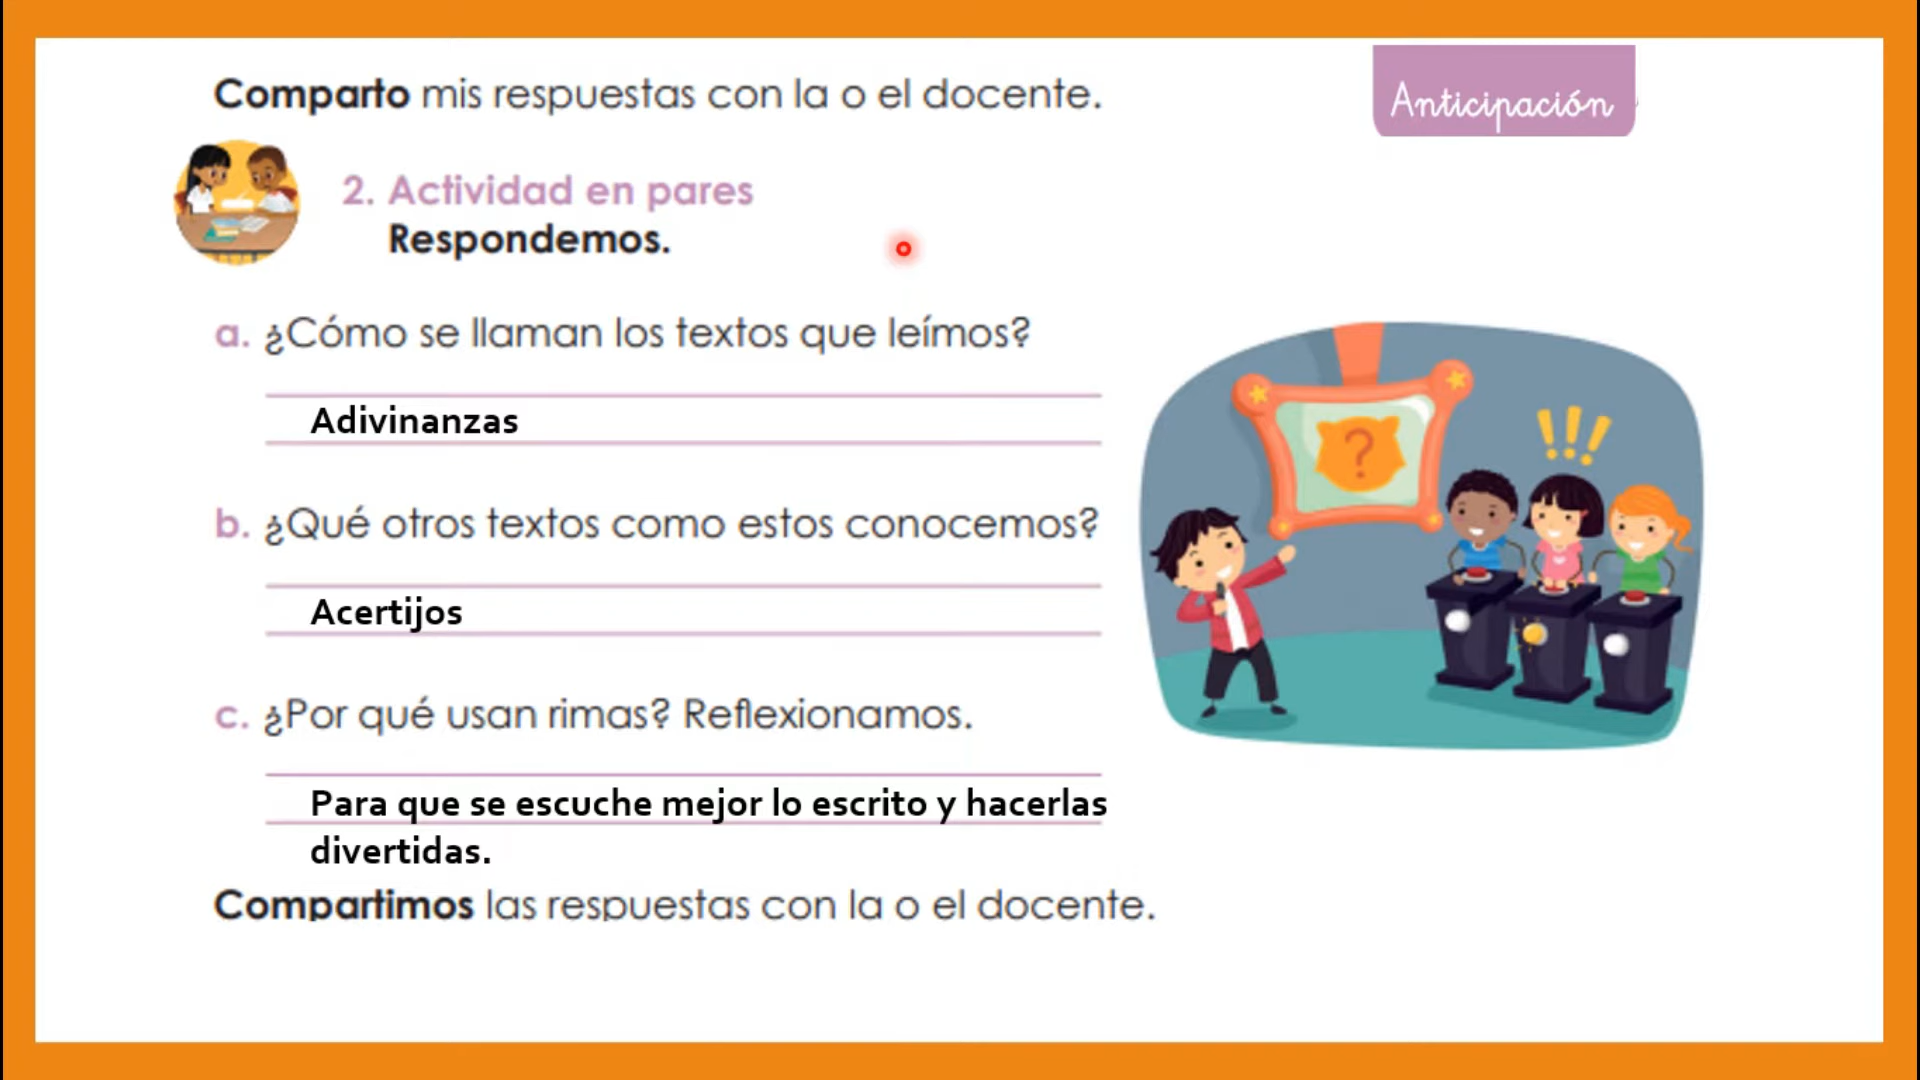 Comparto mis respuestas con la o el docente.
Anticipación
2. Actividad en pares
Respondemos.
a. ¿Cómo se llaman los textos que leímos?
Adivinanzas
b. ¿Qué otros textos como estos conocemos?
Acertijos
?
!!!
c. ¿Por qué usan rimas? Reflexionamos.
Para que se escuche mejor lo escrito y hacerlas
divertidas.
Compartimos las respuestas con la o el docente.